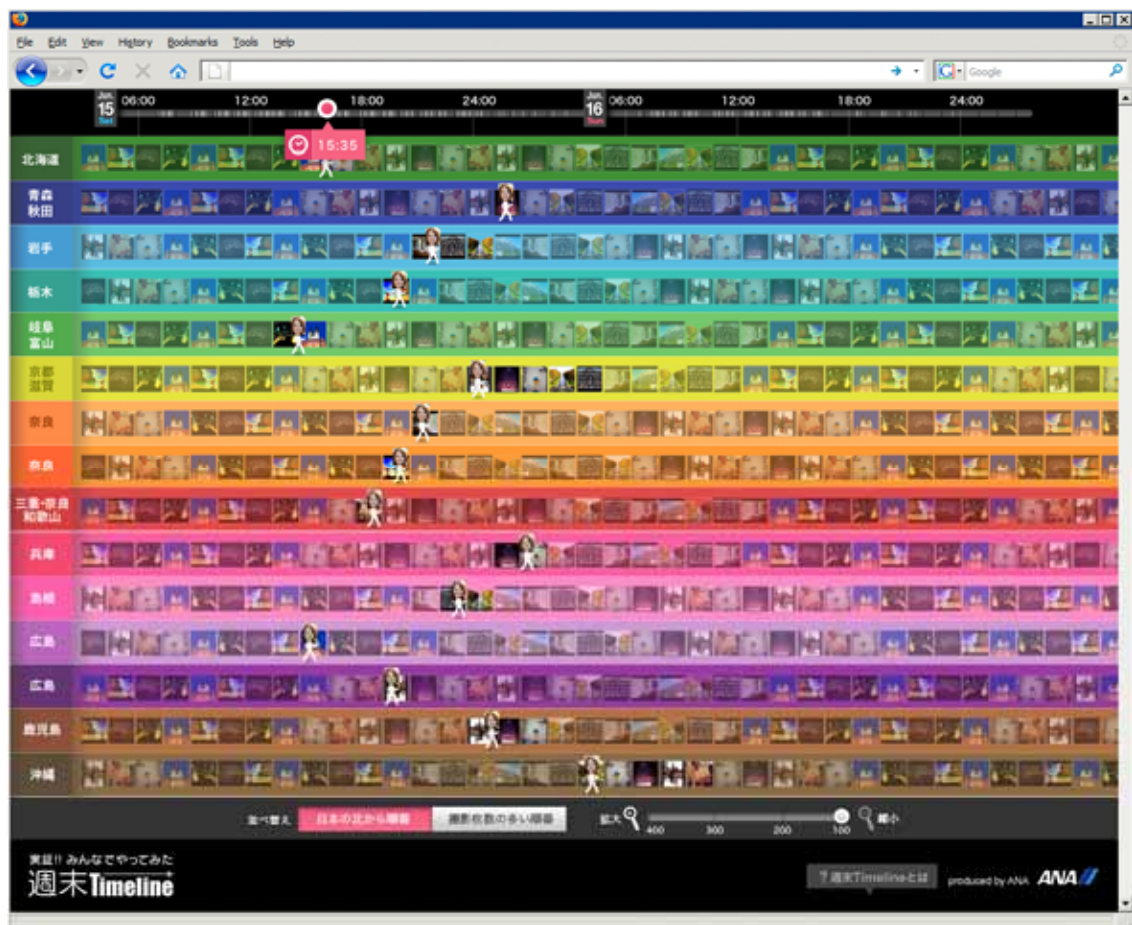 File Edit View History Bookmarks Tools Help
Google
Jun. 15 Sat 06:00 12:00 18:00 24:00 Jun. 16 Sun 06:00 12:00 18:00 24:00
15:35
北海道
青森
秋田
岩手
栃木
岐阜
富山
京都
滋賀
奈良
奈良
三重・奈良
和歌山
兵庫
島根
広島
広島
鹿児島
沖縄
並べ替え 日本の北から順番 撮影枚数の多い順番 拡大 400 300 200 100 縮小
実証!! みんなでやってみた
週末Timeline
? 週末Timelineとは produced by ANA ANA